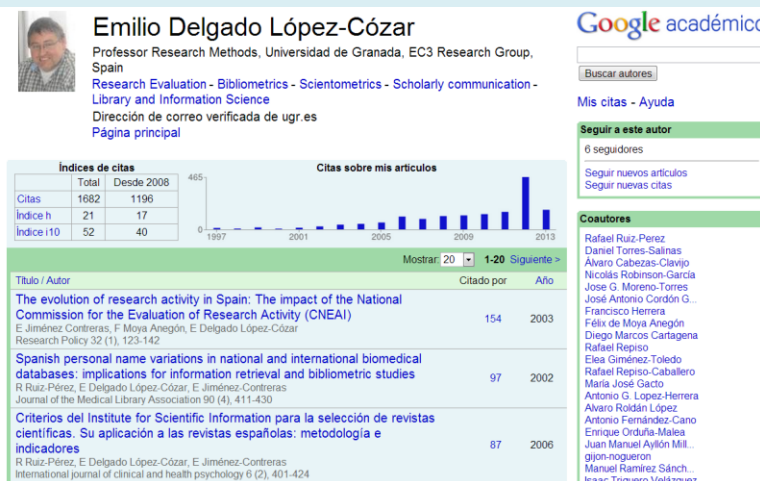 Emilio Delgado López-Cózar
Professor Research Methods, Universidad de Granada, EC3 Research Group,
Spain
Research Evaluation - Bibliometrics - Scientometrics - Scholarly communication -
Library and Information Science
Dirección de correo verificada de ugr.es
Página principal
Google académico
Buscar autores
Mis citas - Ayuda
Seguir a este autor
6 seguidores
Seguir nuevos artículos
Seguir nuevas citas
Índices de citas
Total Desde 2008
Citas 1682 1196
Índice h 21 17
Índice i10 52 40
Citas sobre mis artículos
465
0
1997 2001 2005 2009 2013
Mostrar: 20 1-20 Siguiente >
Título / Autor Citado por Año
The evolution of research activity in Spain: The impact of the National
Commission for the Evaluation of Research Activity (CNEAI)
E Jiménez Contreras, F Moya Anegón, E Delgado López-Cózar
Research Policy 32 (1), 123-142
154 2003
Spanish personal name variations in national and international biomedical
databases: implications for information retrieval and bibliometric studies
R Ruiz-Pérez, E Delgado López-Cózar, E Jiménez-Contreras
Journal of the Medical Library Association 90 (4), 411-430
97 2002
Criterios del Institute for Scientific Information para la selección de revistas
científicas. Su aplicación a las revistas españolas: metodología e
indicadores
R Ruiz-Pérez, E Delgado López-Cózar, E Jiménez-Contreras
International journal of clinical and health psychology 6 (2), 401-424
87 2006
Coautores
Rafael Ruiz-Perez
Daniel Torres-Salinas
Álvaro Cabezas-Clavijo
Nicolás Robinson-García
Jose G. Moreno-Torres
José Antonio Cordón G...
Francisco Herrera
Félix de Moya Anegón
Diego Marcos Cartagena
Rafael Repiso
Elea Giménez-Toledo
Rafael Repiso-Caballero
María José Gacto
Antonio G. Lopez-Herrera
Alvaro Roldán López
Antonio Fernández-Cano
Enrique Orduña-Malea
Juan Manuel Ayllón Mill...
gijon-nogueron
Manuel Ramírez Sánch...
Isaac Triguero Velázquez